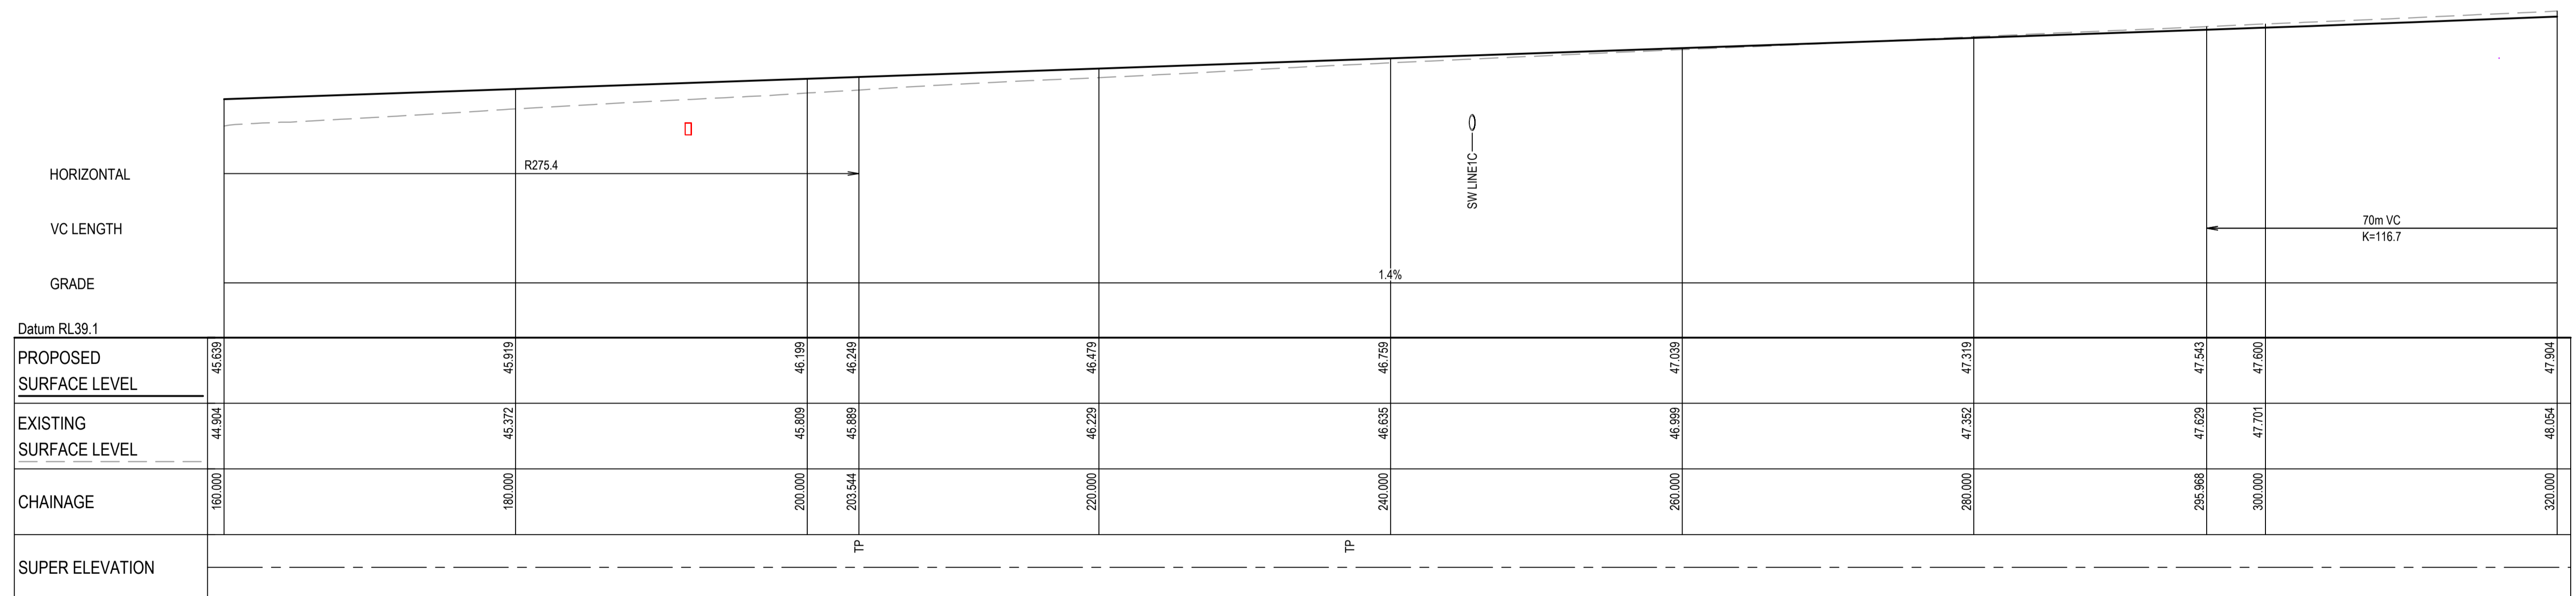 R275.4
HORIZONTAL
SW LINE1C
70m VC
VC LENGTH
K=116.7
1.4%
GRADE
Datum RL39.1
PROPOSED
SURFACE LEVEL
45.639
45.919
46.199
46.249
46.479
46.759
47.039
47.319
47.543
47.600
47.904
EXISTING
SURFACE LEVEL
44.904
45.372
45.809
45.889
46.229
46.635
46.999
47.352
47.629
47.701
48.054
CHAINAGE
160.000
180.000
200.000
203.544
220.000
240.000
260.000
280.000
295.968
300.000
320.000
SUPER ELEVATION
TP
TP